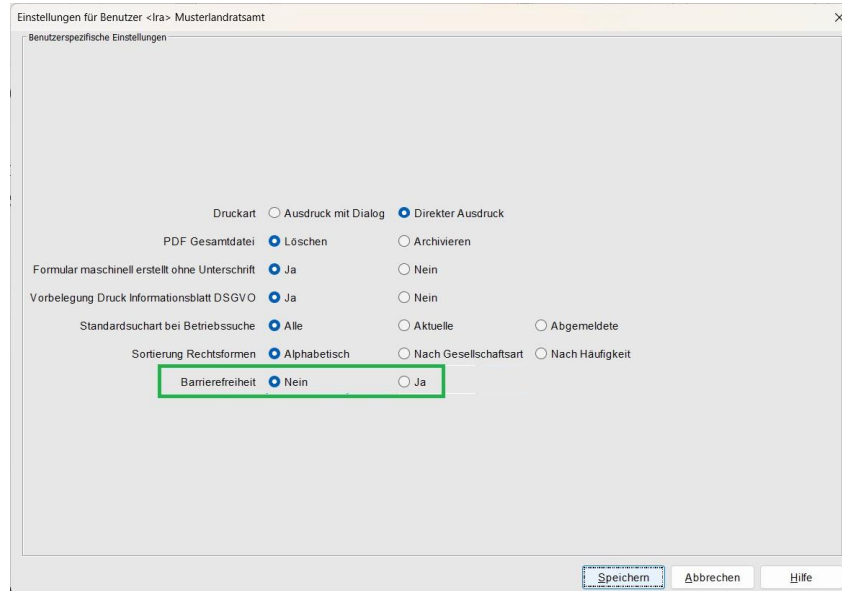 Einstellungen für Benutzer <lra> Musterlandratsamt
Benutzerspezifische Einstellungen
Druckart Ausdruck mit Dialog Direkter Ausdruck
PDF Gesamtdatei Löschen Archivieren
Formular maschinell erstellt ohne Unterschrift Ja Nein
Vorbelegung Druck Informationsblatt DSGVO Ja Nein
Standardsuchart bei Betriebssuche Alle Aktuelle Abgemeldete
Sortierung Rechtsformen Alphabetisch Nach Gesellschaftsart Nach Häufigkeit
Barrierefreiheit Nein Ja
Speichern Abbrechen Hilfe